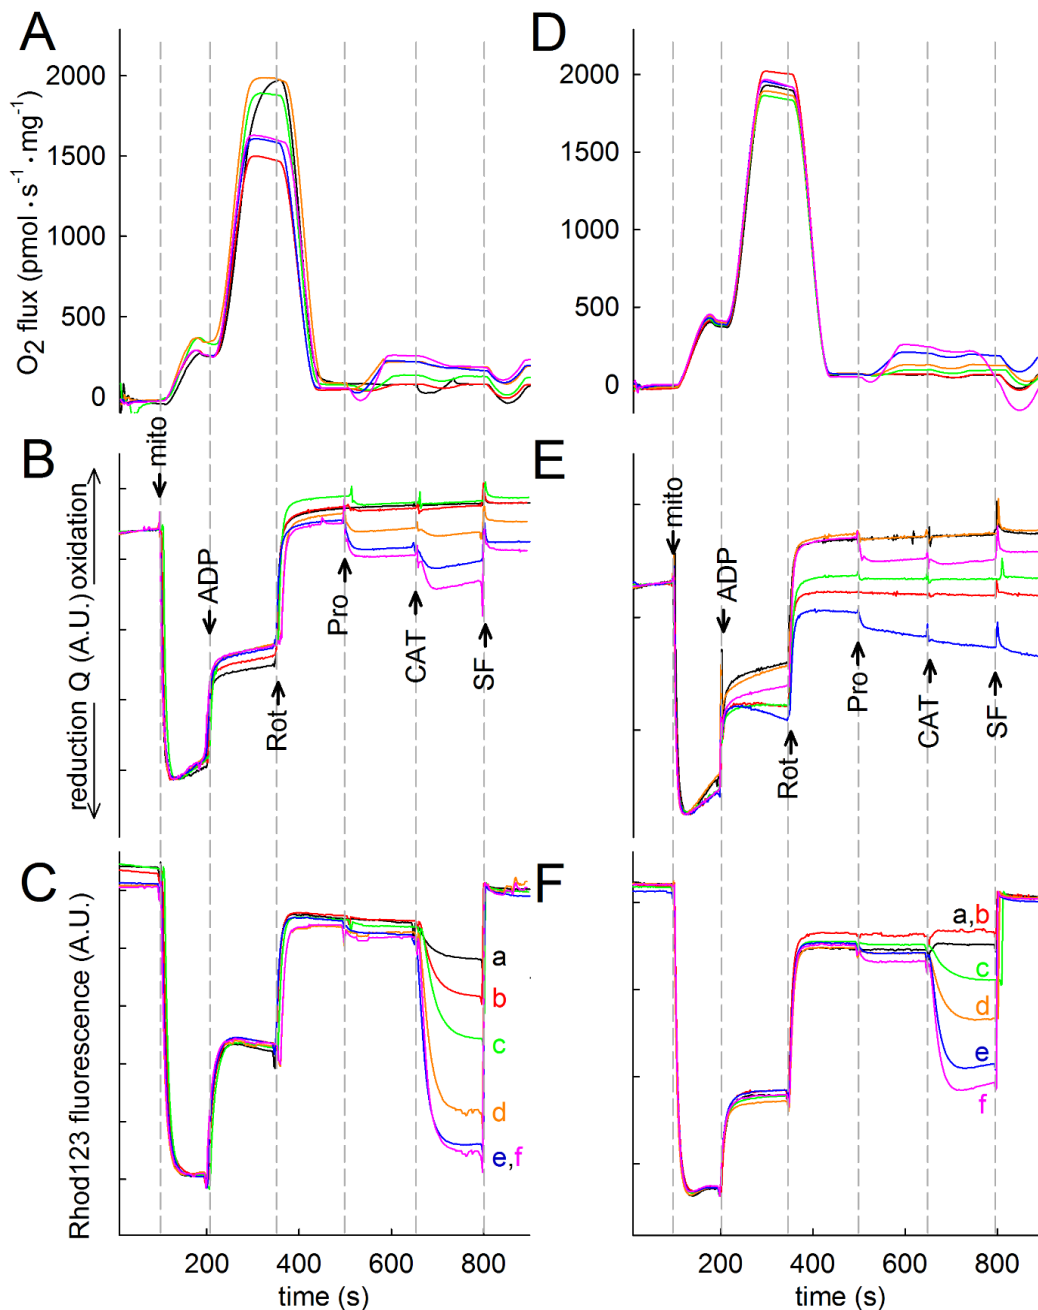 A
O2 flux (pmol · s-1 · mg-1)
2000
1500
1000
500
0
D
2000
1500
1000
500
0
B
reduction Q (A.U.) oxidation
mito
ADP
Rot
Pro
CAT
SF
E
mito
ADP
Rot
Pro
CAT
SF
C
Rhod123 fluorescence (A.U.)
a
b
c
d
e,f
200 400 600 800
time (s)
F
a,b
c
d
e
f
200 400 600 800
time (s)